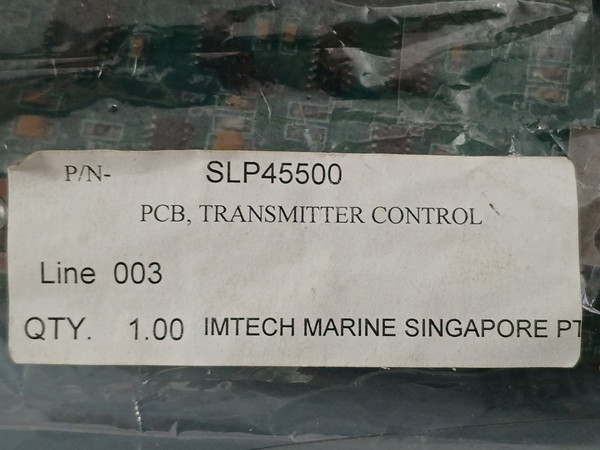 P/N- SLP45500
PCB, TRANSMITTER CONTROL
Line 003
QTY. 1.00 IMTECH MARINE SINGAPORE PT